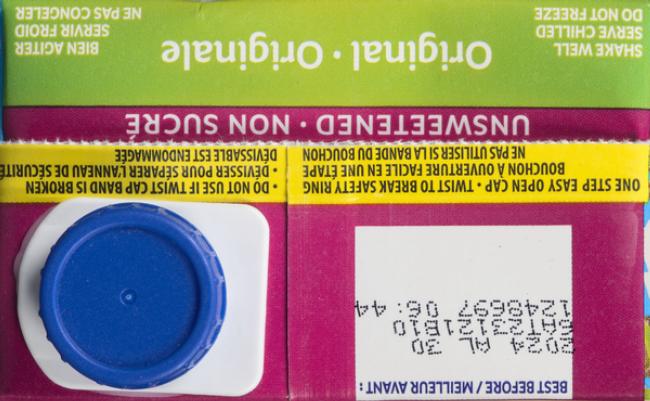 BEST BEFORE / MEILLEUR AVANT :
2024 AL 30
6AT23121B10
1248697 06:44
ONE STEP EASY OPEN CAP • TWIST TO BREAK SAFETY RING • DO NOT USE IF TWIST CAP BAND IS BROKEN
BOUCHON À OUVERTURE FACILE EN UNE ÉTAPE • DÉVISSER POUR SÉPARER L'ANNEAU DE SÉCURITÉ
NE PAS UTILISER SI LA BANDE DU BOUCHON DÉVISSABLE EST ENDOMMAGÉE
UNSWEETENED • NON SUCRÉ
SHAKE WELL
SERVE CHILLED
DO NOT FREEZE
Original • Originale
BIEN AGITER
SERVIR FROID
NE PAS CONGELER